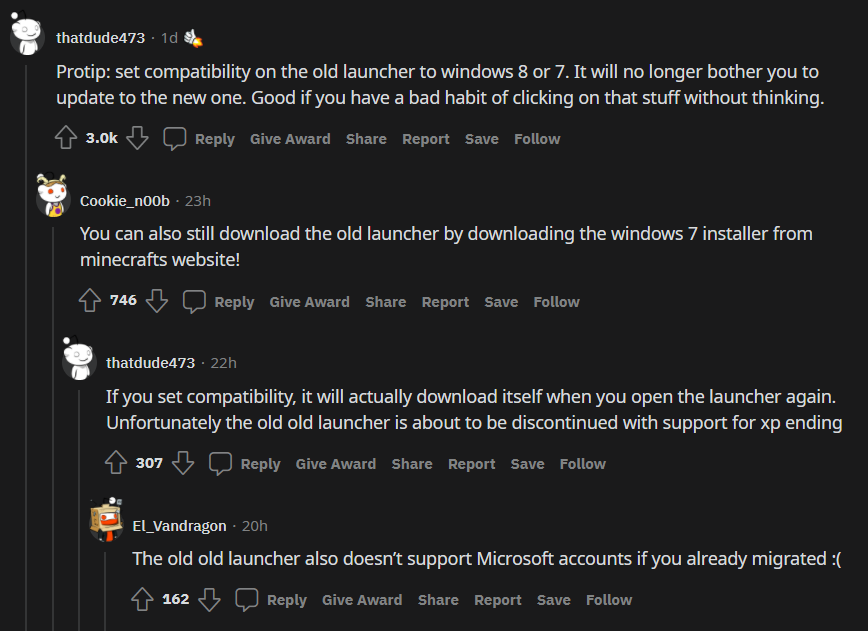 thatdude473 · 1d
Protip: set compatibility on the old launcher to windows 8 or 7. It will no longer bother you to
update to the new one. Good if you have a bad habit of clicking on that stuff without thinking.
3.0k Reply Give Award Share Report Save Follow
Cookie_n00b · 23h
You can also still download the old launcher by downloading the windows 7 installer from
minecrafts website!
746 Reply Give Award Share Report Save Follow
thatdude473 · 22h
If you set compatibility, it will actually download itself when you open the launcher again.
Unfortunately the old old launcher is about to be discontinued with support for xp ending
307 Reply Give Award Share Report Save Follow
El_Vandragon · 20h
The old old launcher also doesn’t support Microsoft accounts if you already migrated :(
162 Reply Give Award Share Report Save Follow